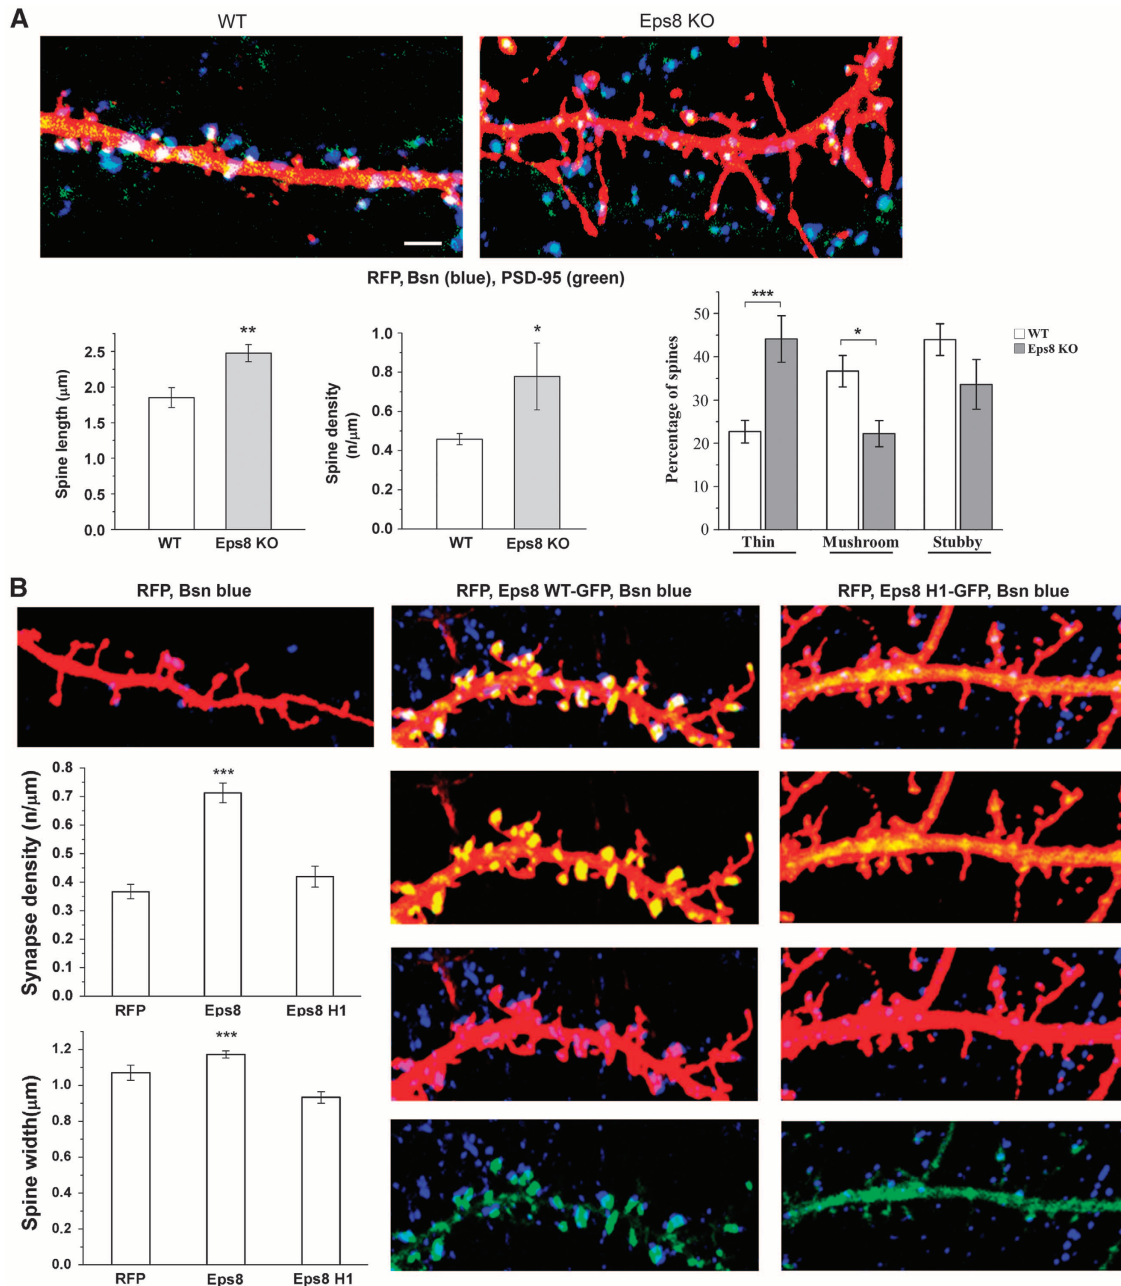 A
WT
Eps8 KO
RFP, Bsn (blue), PSD-95 (green)
Spine length (μm)
2.5
2.0
1.5
1.0
0.5
0.0
**
WT
Eps8 KO
Spine density
(n/μm)
1.0
0.8
0.6
0.4
0.2
0.0
*
WT
Eps8 KO
Percentage of spines
50
40
30
20
10
0
***
*
WT
Eps8 KO
Thin
Mushroom
Stubby
B
RFP, Bsn blue
RFP, Eps8 WT-GFP, Bsn blue
RFP, Eps8 H1-GFP, Bsn blue
Synapse density (n/μm)
0.8
0.7
0.6
0.5
0.4
0.3
0.2
0.1
0.0
***
RFP
Eps8
Eps8 H1
Spine width(μm)
1.2
1.0
0.8
0.6
0.4
0.2
0.0
***
RFP
Eps8
Eps8 H1